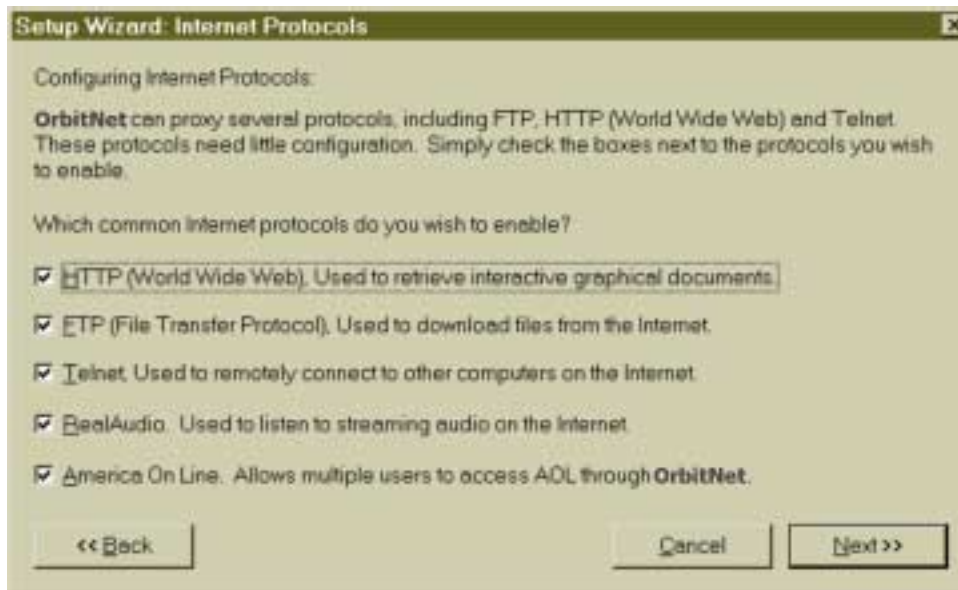 Setup Wizard: Internet Protocols
Configuring Internet Protocols:
OrbitNet can proxy several protocols, including FTP, HTTP (World Wide Web) and Telnet.
These protocols need little configuration. Simply check the boxes next to the protocols you wish
to enable.
Which common Internet protocols do you wish to enable?
HTTP (World Wide Web), Used to retrieve interactive graphical documents.
FTP (File Transfer Protocol), Used to download files from the Internet.
Telnet, Used to remotely connect to other computers on the Internet.
RealAudio. Used to listen to streaming audio on the Internet.
America On Line. Allows multiple users to access AOL through OrbitNet.
<< Back
Cancel
Next >>